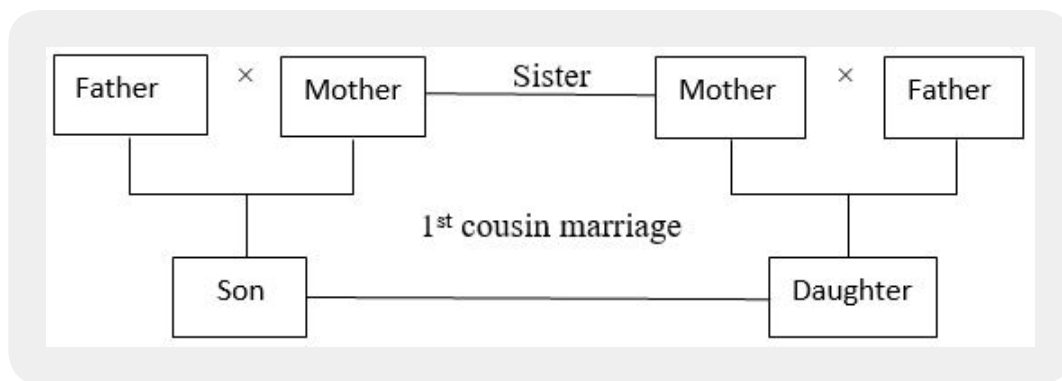 Father × Mother Sister Mother × Father
1st cousin marriage
Son Daughter